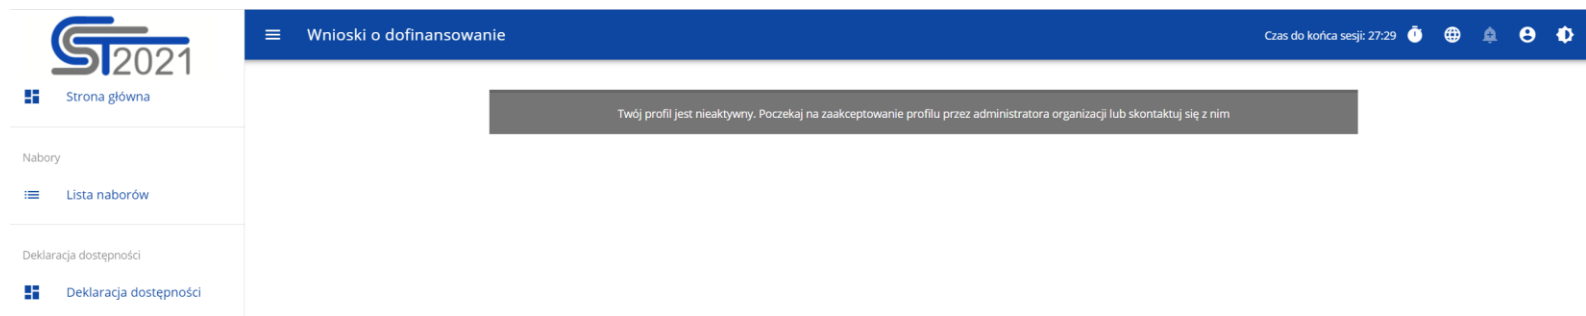 CST2021
Wnioski o dofinansowanie
Czas do końca sesji: 27:29
Strona główna
Twój profil jest nieaktywny. Poczekaj na zaakceptowanie profilu przez administratora organizacji lub skontaktuj się z nim
Nabory
Lista naborów
Deklaracja dostępności
Deklaracja dostępności